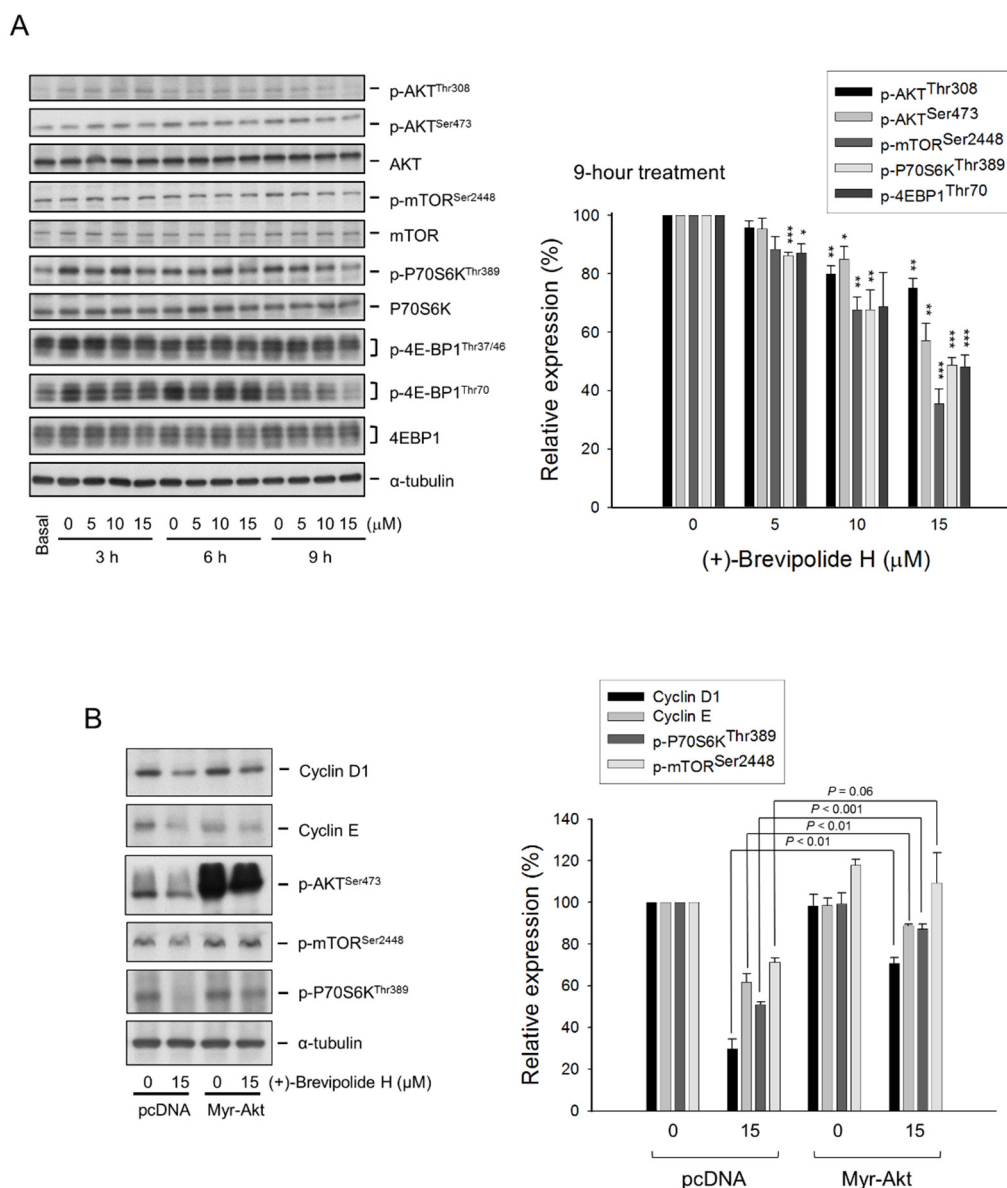 A
p-AKTThr308
p-AKTSer473
AKT
p-mTORSer2448
mTOR
p-P70S6KThr389
P70S6K
p-4E-BP1Thr37/46
p-4E-BP1Thr70
4EBP1
α-tubulin
Basal 0 5 10 15 0 5 10 15 0 5 10 15 (μM)
3 h 6 h 9 h
p-AKTThr308
p-AKTSer473
p-mTORSer2448
p-P70S6KThr389
p-4EBP1Thr70
9-hour treatment
Relative expression (%)
100
80
60
40
20
0
*** * ** * ** ** ** ** *** *** ***
0 5 10 15
(+)-Brevipolide H (μM)
B
Cyclin D1
Cyclin E
p-AKTSer473
p-mTORSer2448
p-P70S6KThr389
α-tubulin
0 15 0 15 (+)-Brevipolide H (μM)
pcDNA Myr-Akt
Cyclin D1
Cyclin E
p-P70S6KThr389
p-mTORSer2448
P = 0.06
P < 0.001
P < 0.01
P < 0.01
Relative expression (%)
140
120
100
80
60
40
20
0
0 15 0 15
pcDNA Myr-Akt